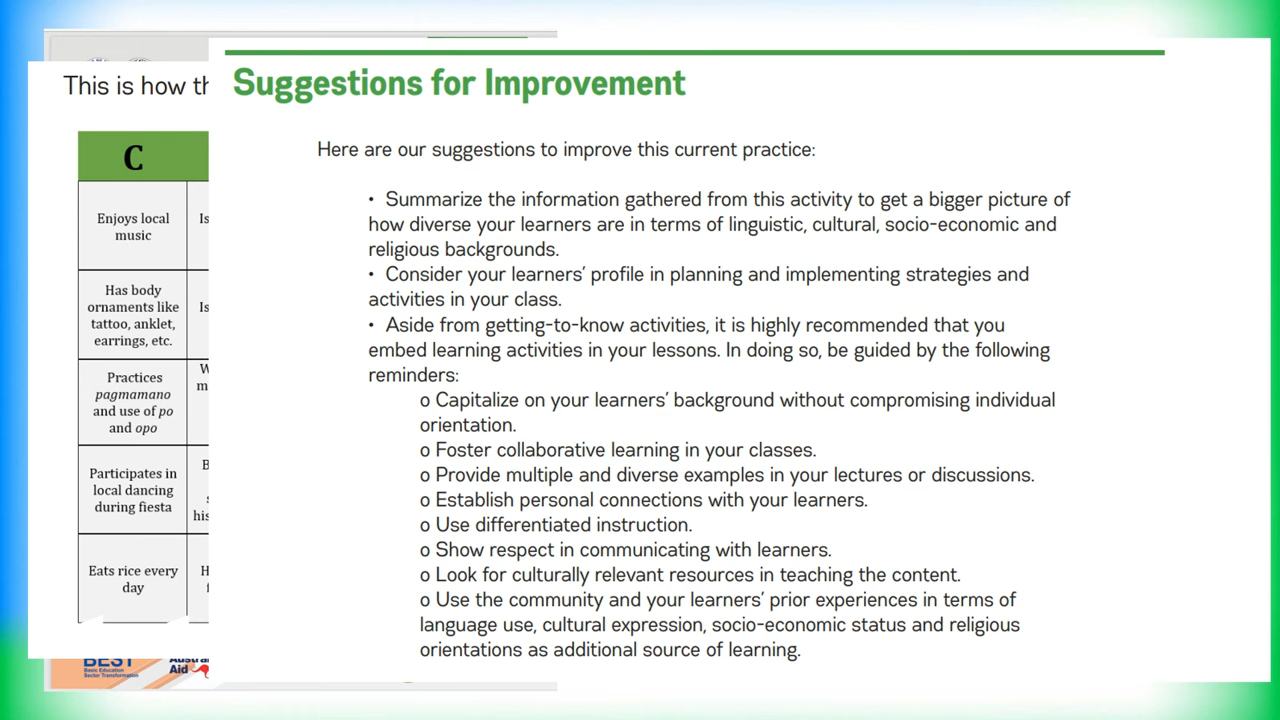 This is how th
C
Enjoys local
music
Has body
ornaments like
tattoo, anklet,
earrings, etc.
Practices
pagmamano
and use of po
and opo
Participates in
local dancing
during fiesta
Eats rice every
day
BEST
Basic Education
Sector Transformation
Aid
Suggestions for Improvement
Here are our suggestions to improve this current practice:
• Summarize the information gathered from this activity to get a bigger picture of
how diverse your learners are in terms of linguistic, cultural, socio-economic and
religious backgrounds.
• Consider your learners’ profile in planning and implementing strategies and
activities in your class.
• Aside from getting-to-know activities, it is highly recommended that you
embed learning activities in your lessons. In doing so, be guided by the following
reminders:
o Capitalize on your learners’ background without compromising individual
orientation.
o Foster collaborative learning in your classes.
o Provide multiple and diverse examples in your lectures or discussions.
o Establish personal connections with your learners.
o Use differentiated instruction.
o Show respect in communicating with learners.
o Look for culturally relevant resources in teaching the content.
o Use the community and your learners’ prior experiences in terms of
language use, cultural expression, socio-economic status and religious
orientations as additional source of learning.